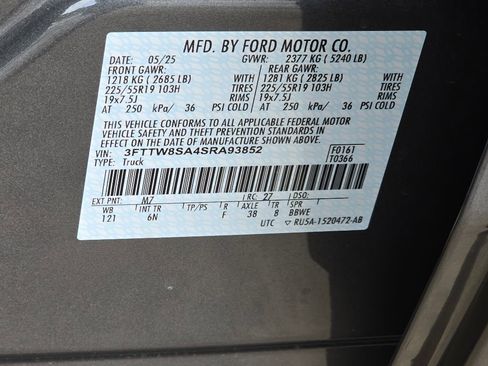 MFD. BY FORD MOTOR CO.
DATE: 05/25 GVWR: 2377 KG ( 5240 LB)
FRONT GAWR: REAR GAWR:
1218 KG ( 2685 LB) 1281 KG ( 2825 LB)
225/55R19 103H TIRES 225/55R19 103H TIRES
19x7.5J RIMS 19x7.5J RIMS
AT 250 kPa/ 36 PSI COLD AT 250 kPa/ 36 PSI COLD
THIS VEHICLE CONFORMS TO ALL APPLICABLE FEDERAL MOTOR
VEHICLE SAFETY, BUMPER, AND THEFT PREVENTION STANDARDS IN
EFFECT ON THE DATE OF MANUFACTURE SHOWN ABOVE.
VIN: 3FTTW8SA4SRA93852 F0161
TYPE: Truck T0366
EXT PNT: M7 RC: 27 DSO:
WB INT TR TP/PS R AXLE TR SPR
121 6N F 38 8 BBWE
UTC RU5A-1520472-AB